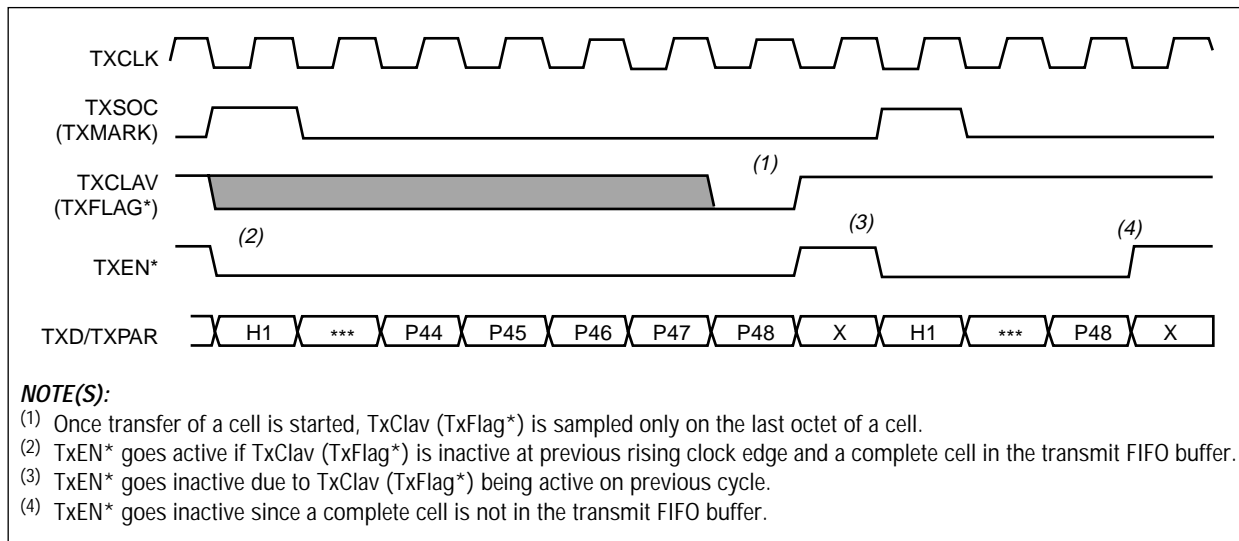 TXCLK
TXSOC
(TXMARK)
(1)
TXCLAV
(TXFLAG*)
(2)
(3)
(4)
TXEN*
TXD/TXPAR H1 *** P44 P45 P46 P47 P48 X H1 *** P48 X
NOTE(S):
(1) Once transfer of a cell is started, TxClav (TxFlag*) is sampled only on the last octet of a cell.
(2) TxEN* goes active if TxClav (TxFlag*) is inactive at previous rising clock edge and a complete cell in the transmit FIFO buffer.
(3) TxEN* goes inactive due to TxClav (TxFlag*) being active on previous cycle.
(4) TxEN* goes inactive since a complete cell is not in the transmit FIFO buffer.